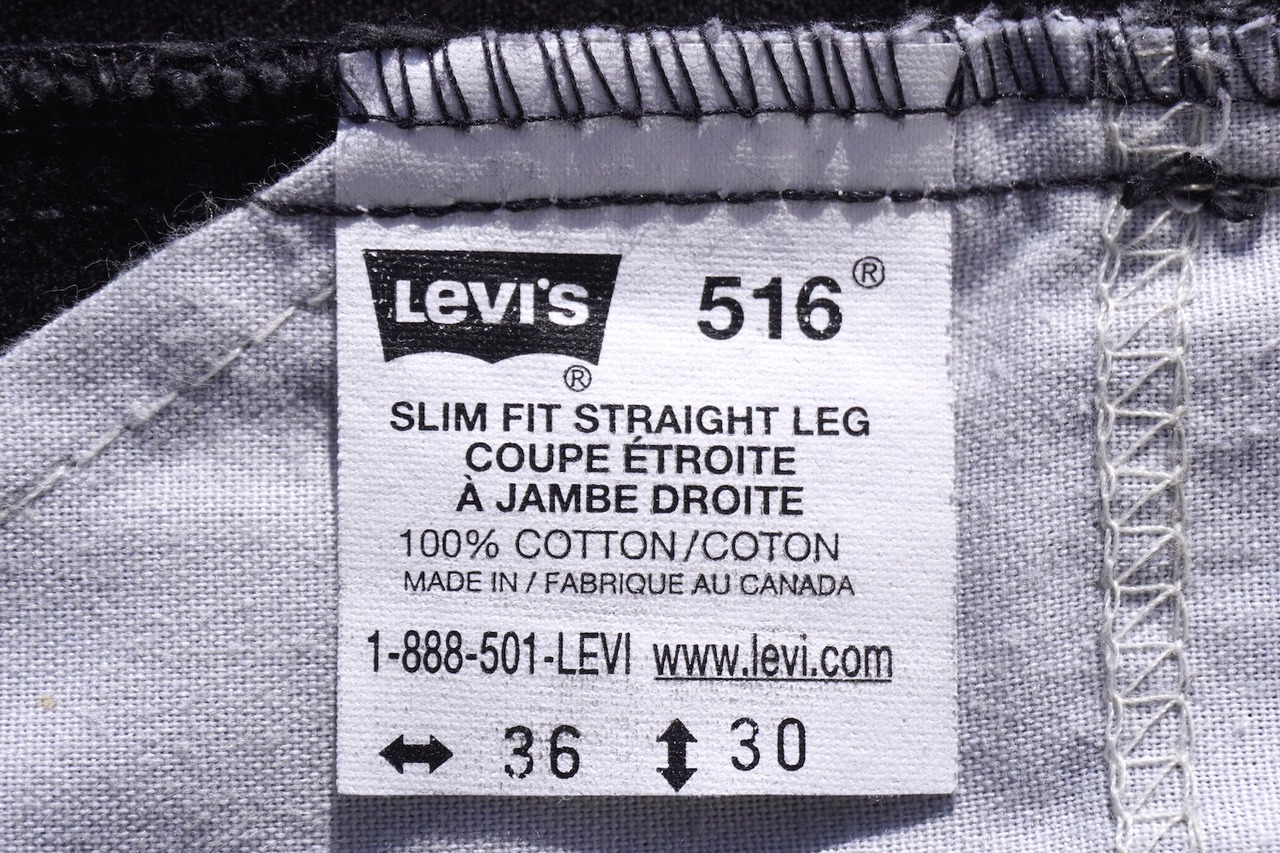 LEVI'S 516®
®
SLIM FIT STRAIGHT LEG
COUPE ÉTROITE
À JAMBE DROITE
100% COTTON/COTON
MADE IN / FABRIQUE AU CANADA
1-888-501-LEVI www.levi.com
↔ 36 ↕ 30